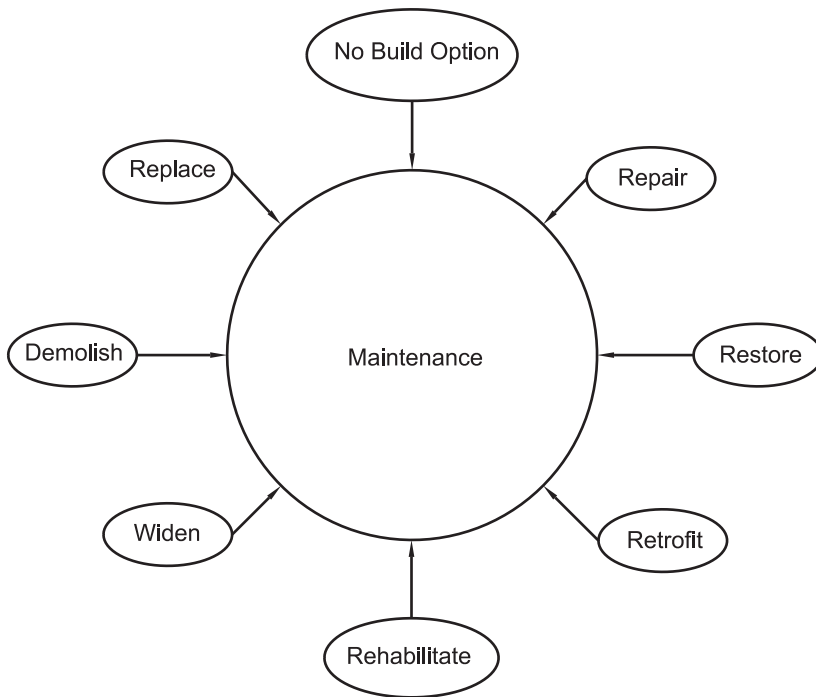 No Build Option
Replace
Repair
Demolish
Maintenance
Restore
Widen
Retrofit
Rehabilitate